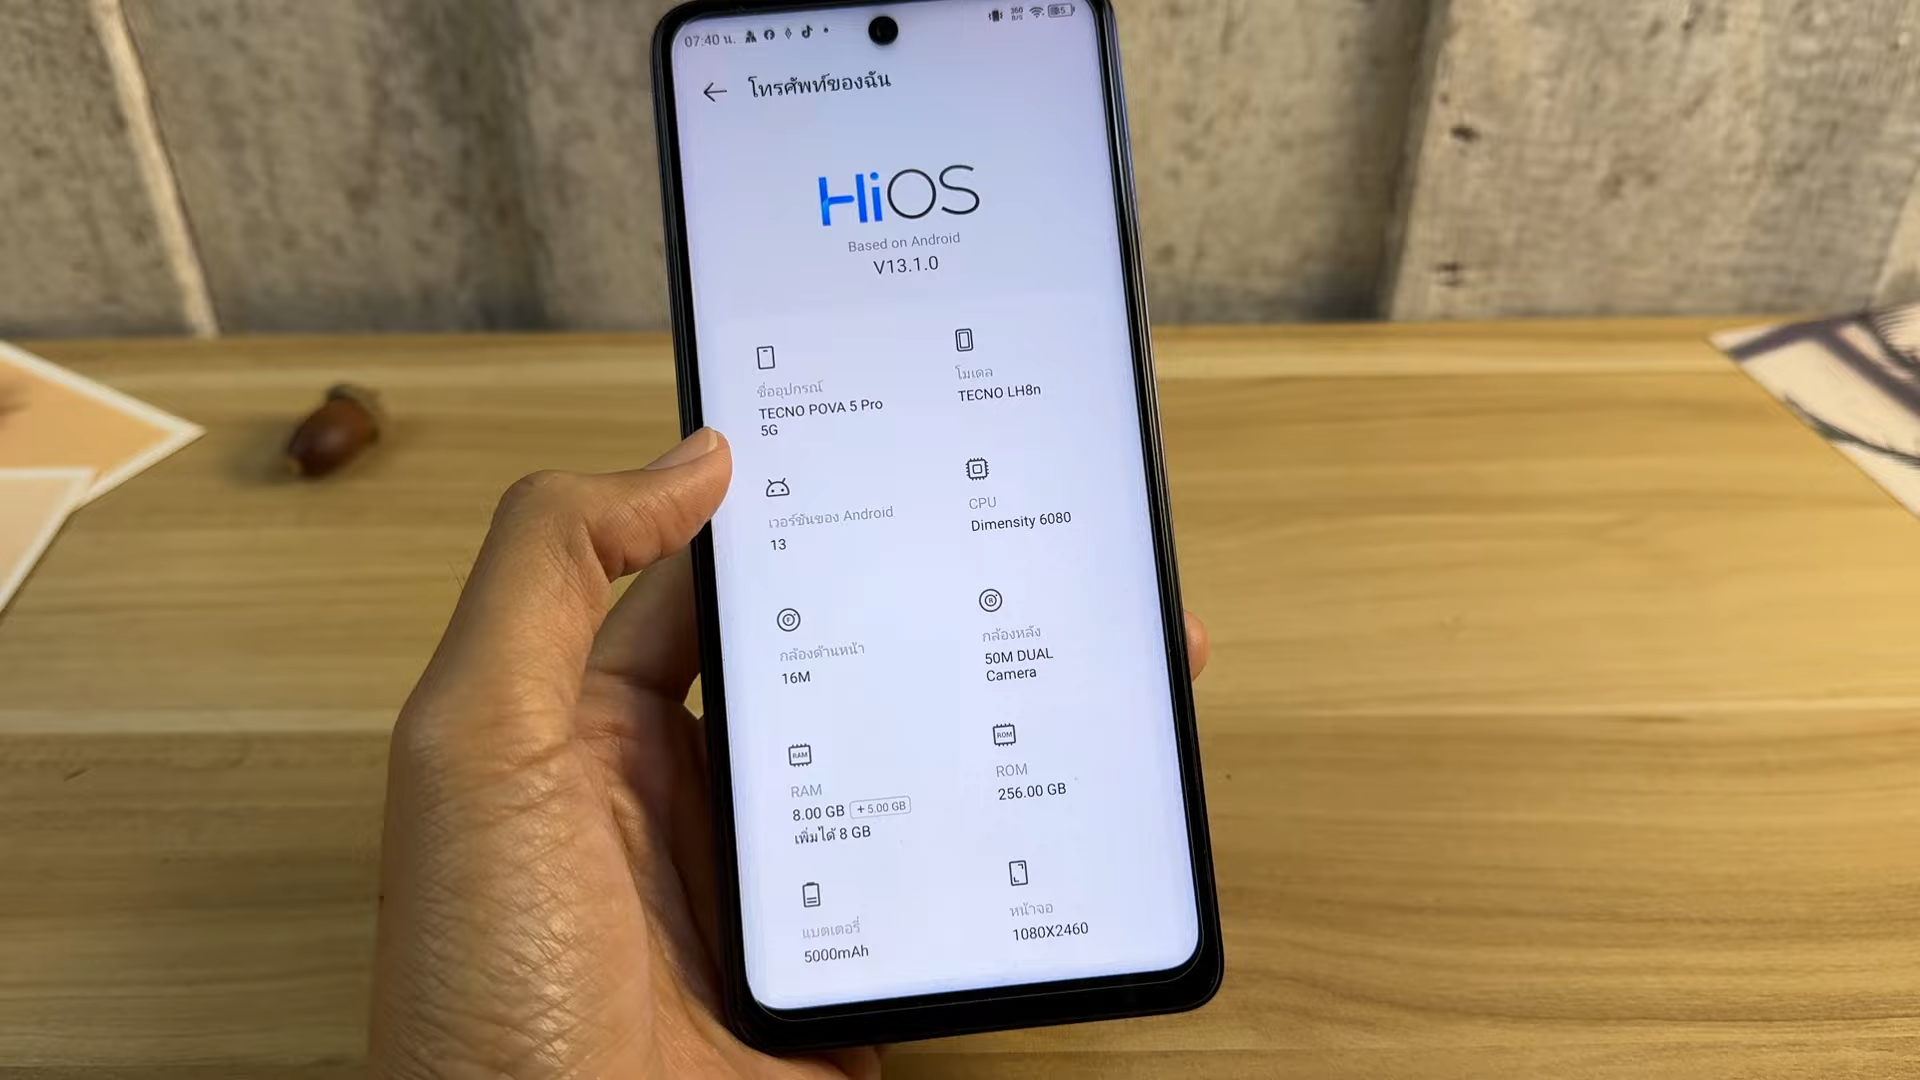 07:40 น.
360
B/S
โทรศัพท์ของฉัน
HiOS
Based on Android
V13.1.0
ชื่ออุปกรณ์
TECNO POVA 5 Pro
5G
โมเดล
TECNO LH8n
เวอร์ชันของ Android
13
CPU
Dimensity 6080
กล้องด้านหน้า
16M
กล้องหลัง
50M DUAL
Camera
RAM
RAM
8.00 GB +5.00 GB
เพิ่มได้ 8 GB
ROM
ROM
256.00 GB
แบตเตอรี่
5000mAh
หน้าจอ
1080X2460